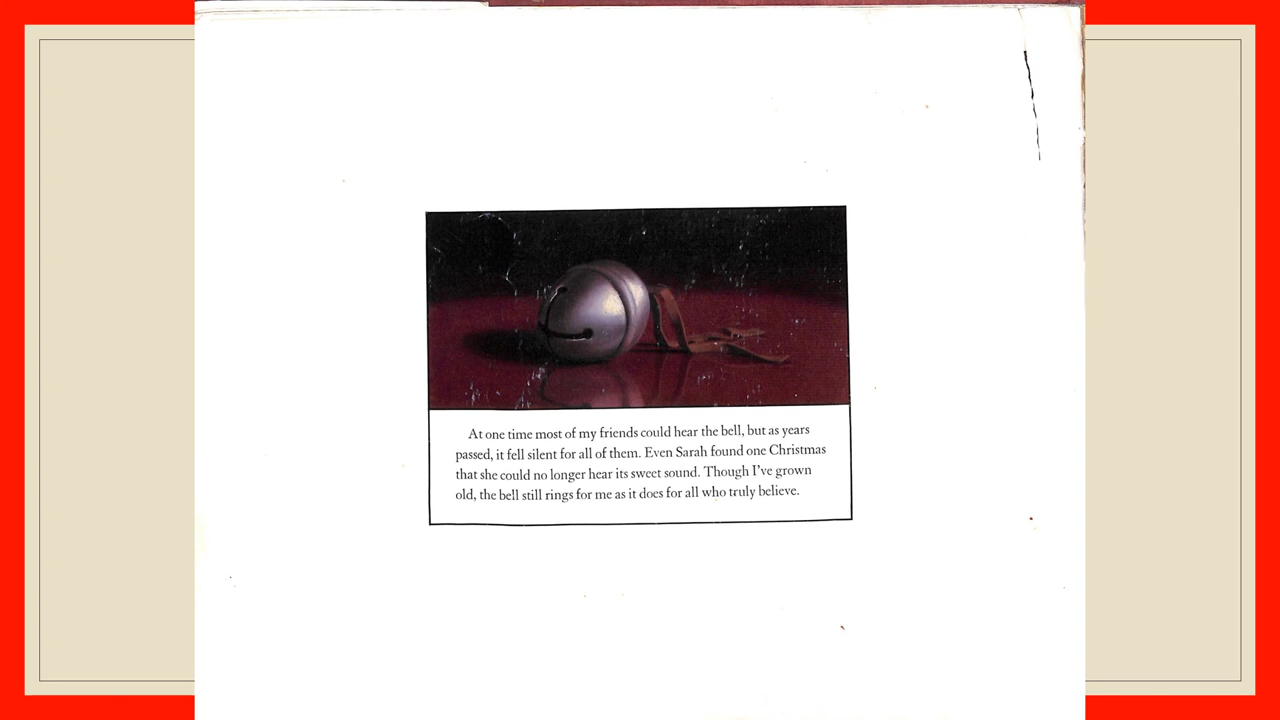 At one time most of my friends could hear the bell, but as years
passed, it fell silent for all of them. Even Sarah found one Christmas
that she could no longer hear its sweet sound. Though I've grown
old, the bell still rings for me as it does for all who truly believe.